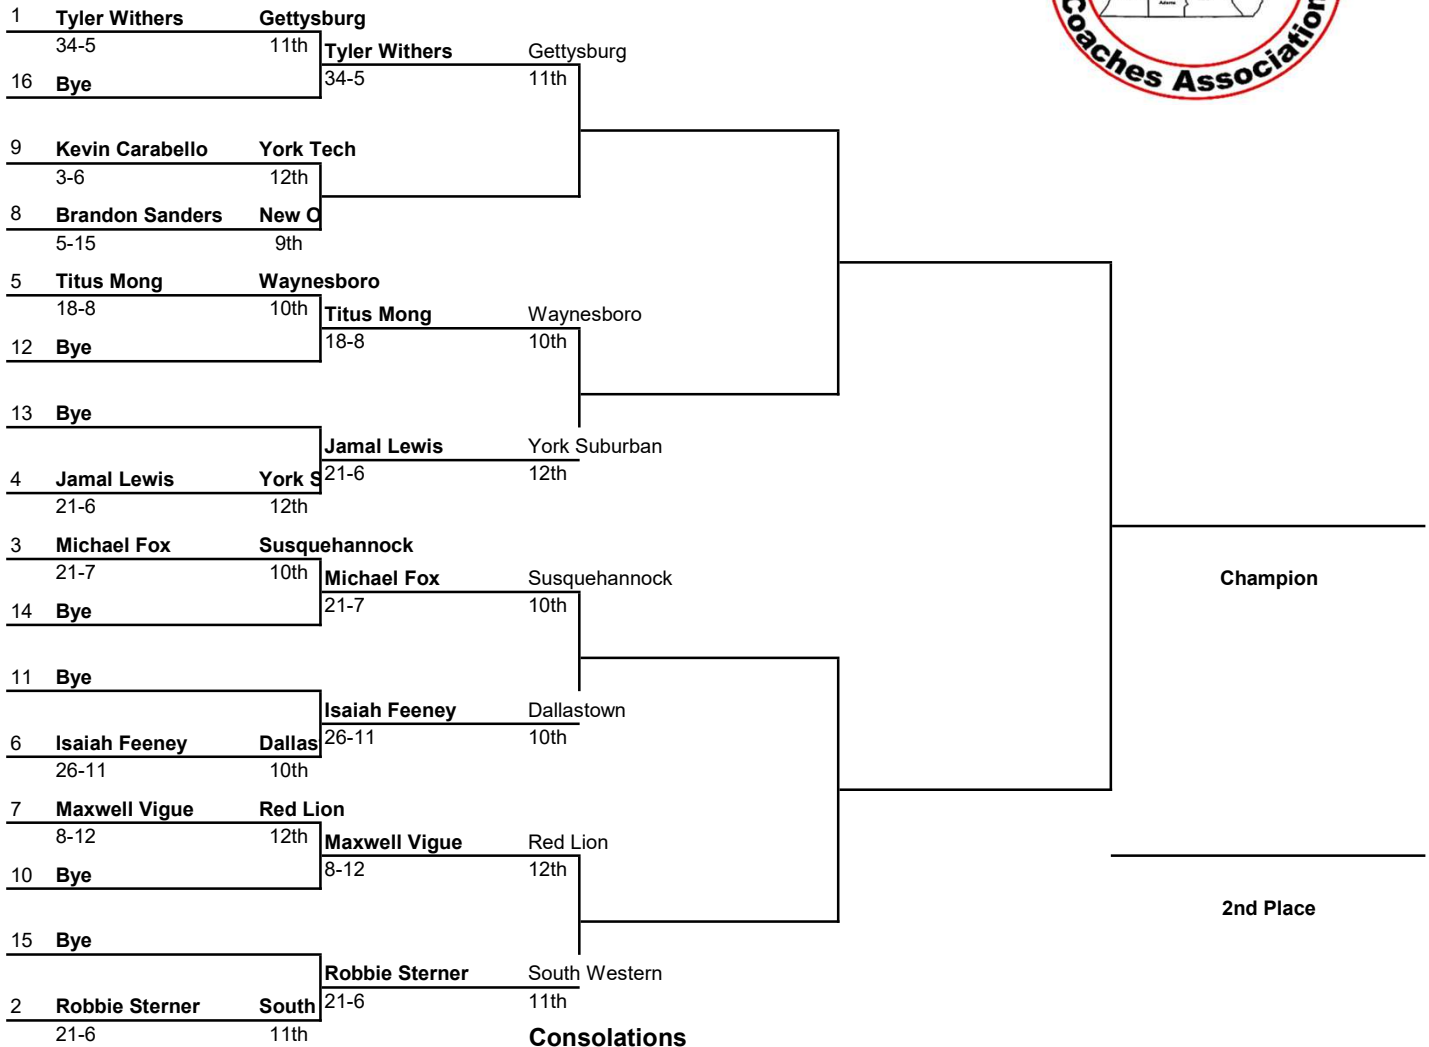 Coaches Association
1 Tyler Withers Gettysburg
34-5 11th
Tyler Withers Gettysburg
34-5 11th
16 Bye
9 Kevin Carabello York Tech
3-6 12th
8 Brandon Sanders New O
5-15 9th
5 Titus Mong Waynesboro
18-8 10th
Titus Mong Waynesboro
18-8 10th
12 Bye
13 Bye
Jamal Lewis York Suburban
21-6 12th
4 Jamal Lewis York S
21-6 12th
3 Michael Fox Susquehannock
21-7 10th
Michael Fox Susquehannock
21-7 10th
Champion
14 Bye
11 Bye
Isaiah Feeney Dallastown
26-11 10th
6 Isaiah Feeney Dallas
26-11 10th
7 Maxwell Vigue Red Lion
8-12 12th
Maxwell Vigue Red Lion
8-12 12th
10 Bye
2nd Place
15 Bye
Robbie Sterner South Western
21-6 11th
2 Robbie Sterner South
21-6 11th
Consolations